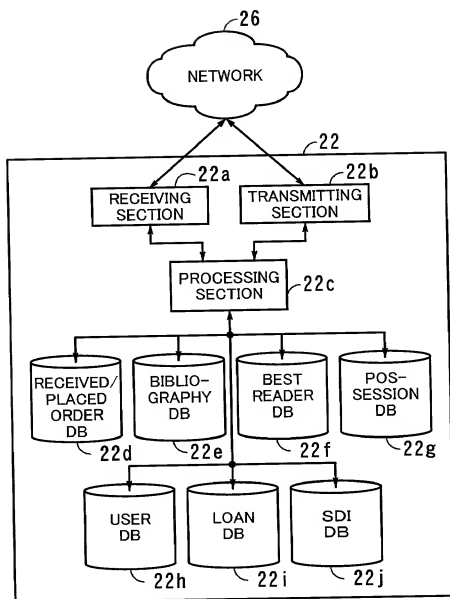 26
NETWORK
22
22a
22b
RECEIVING
SECTION
TRANSMITTING
SECTION
PROCESSING
SECTION
22c
RECEIVED/
PLACED
ORDER
DB
BIBLIO-
GRAPHY
DB
BEST
READER
DB
POS-
SESSION
DB
22d
22e
22f
22g
USER
DB
LOAN
DB
SDI
DB
22h
22i
22j